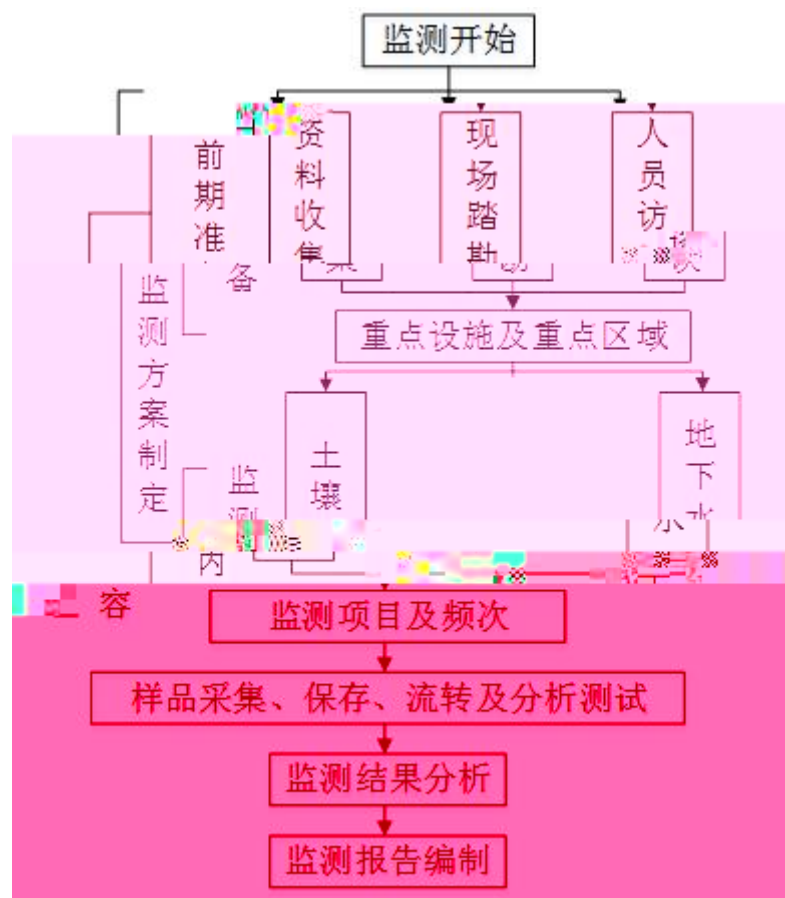 监测开始
前期准备
资料收集
现场踏勘
人员访谈
监测方案制定
重点设施及重点区域
监测内容
土壤
地下水
监测项目及频次
样品采集、保存、流转及分析测试
监测结果分析
监测报告编制